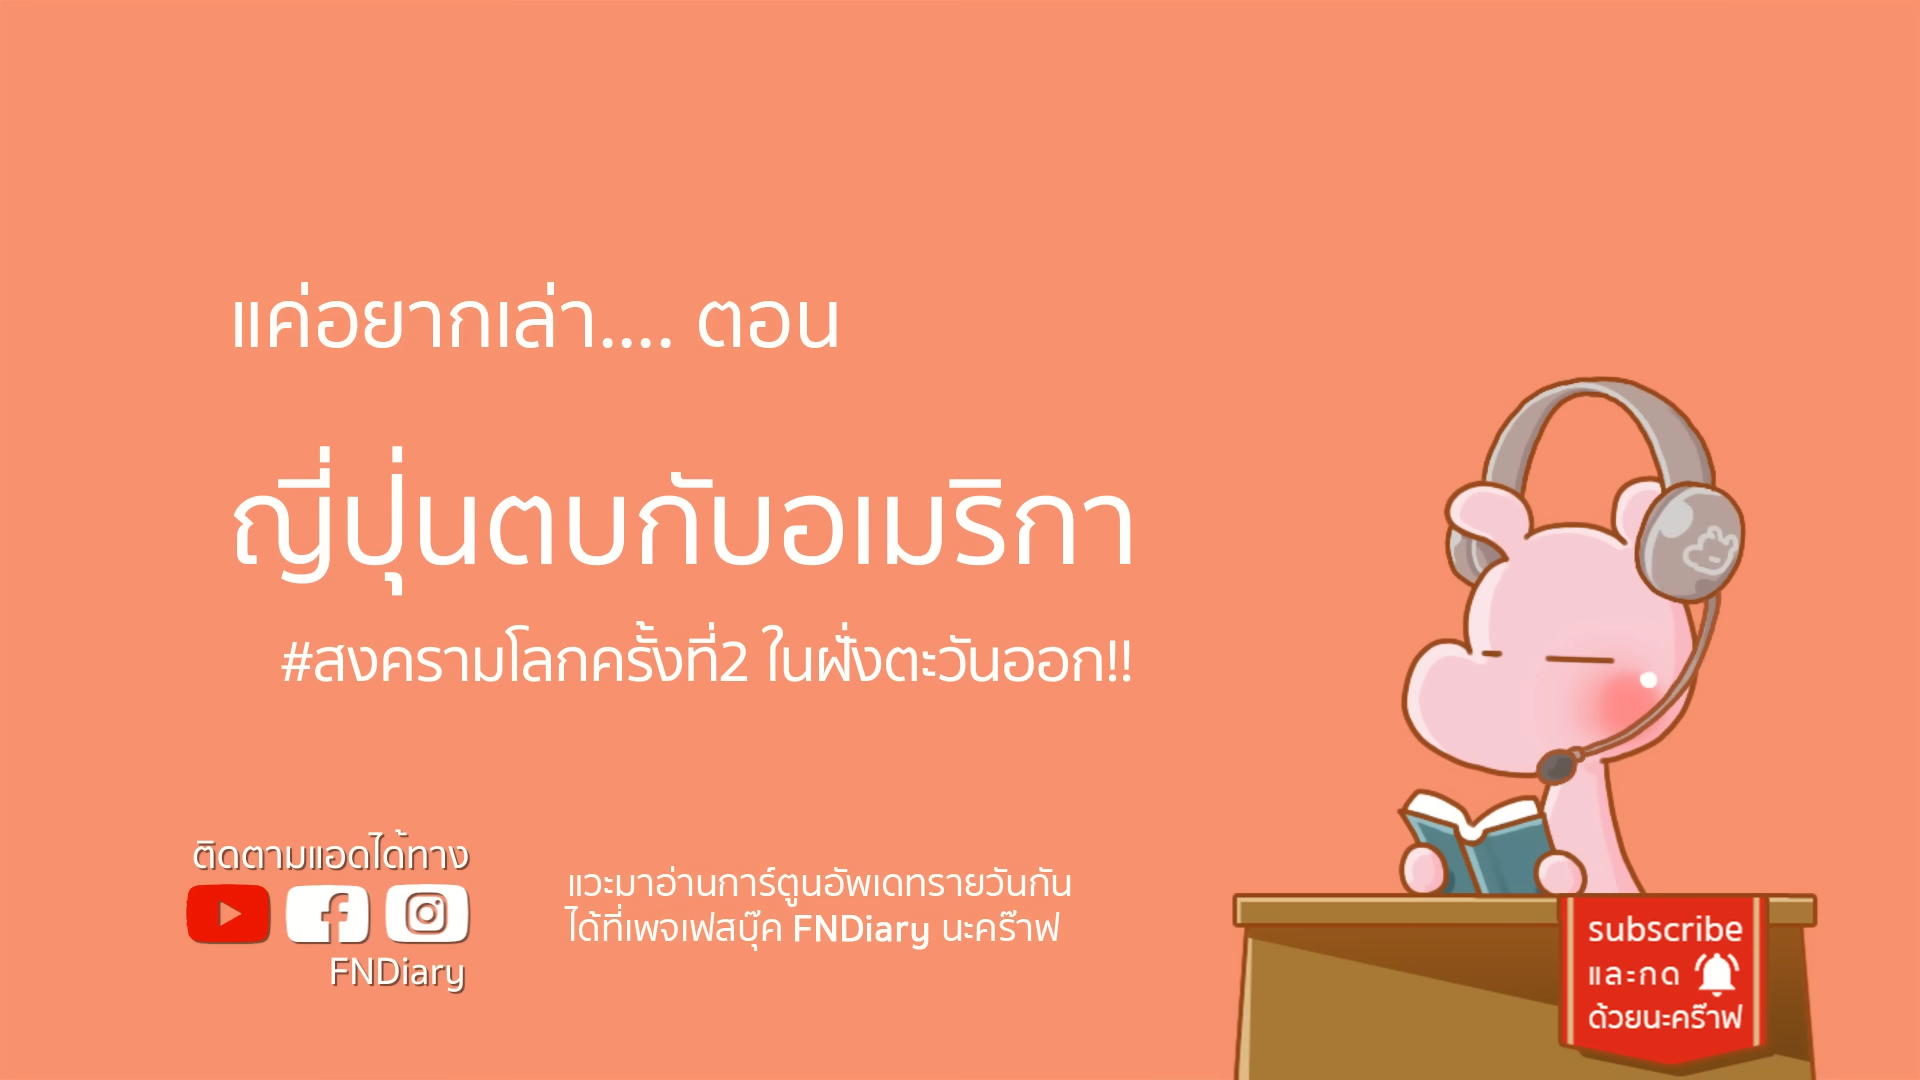 แค่อยากเล่า.... ตอน
ญี่ปุ่นตบกับอเมริกา
#สงครามโลกครั้งที่2 ในฝั่งตะวันออก!!
ติดตามแอดได้ทาง
FNDiary
แวะมาอ่านการ์ตูนอัพเดทรายวันกัน
ได้ที่เพจเฟสบุ๊ค FNDiary นะคร๊าฟ
subscribe
และกด
ด้วยนะคร๊าฟ